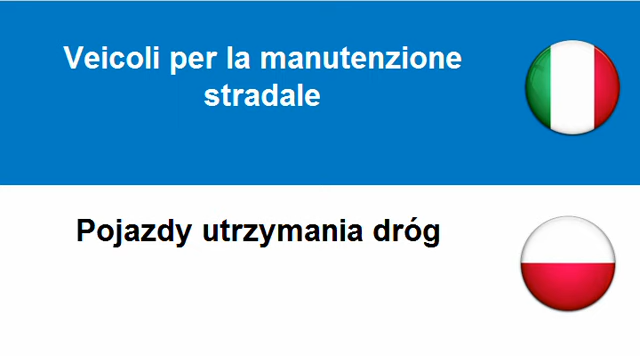 Veicoli per la manutenzione
stradale
Pojazdy utrzymania dróg